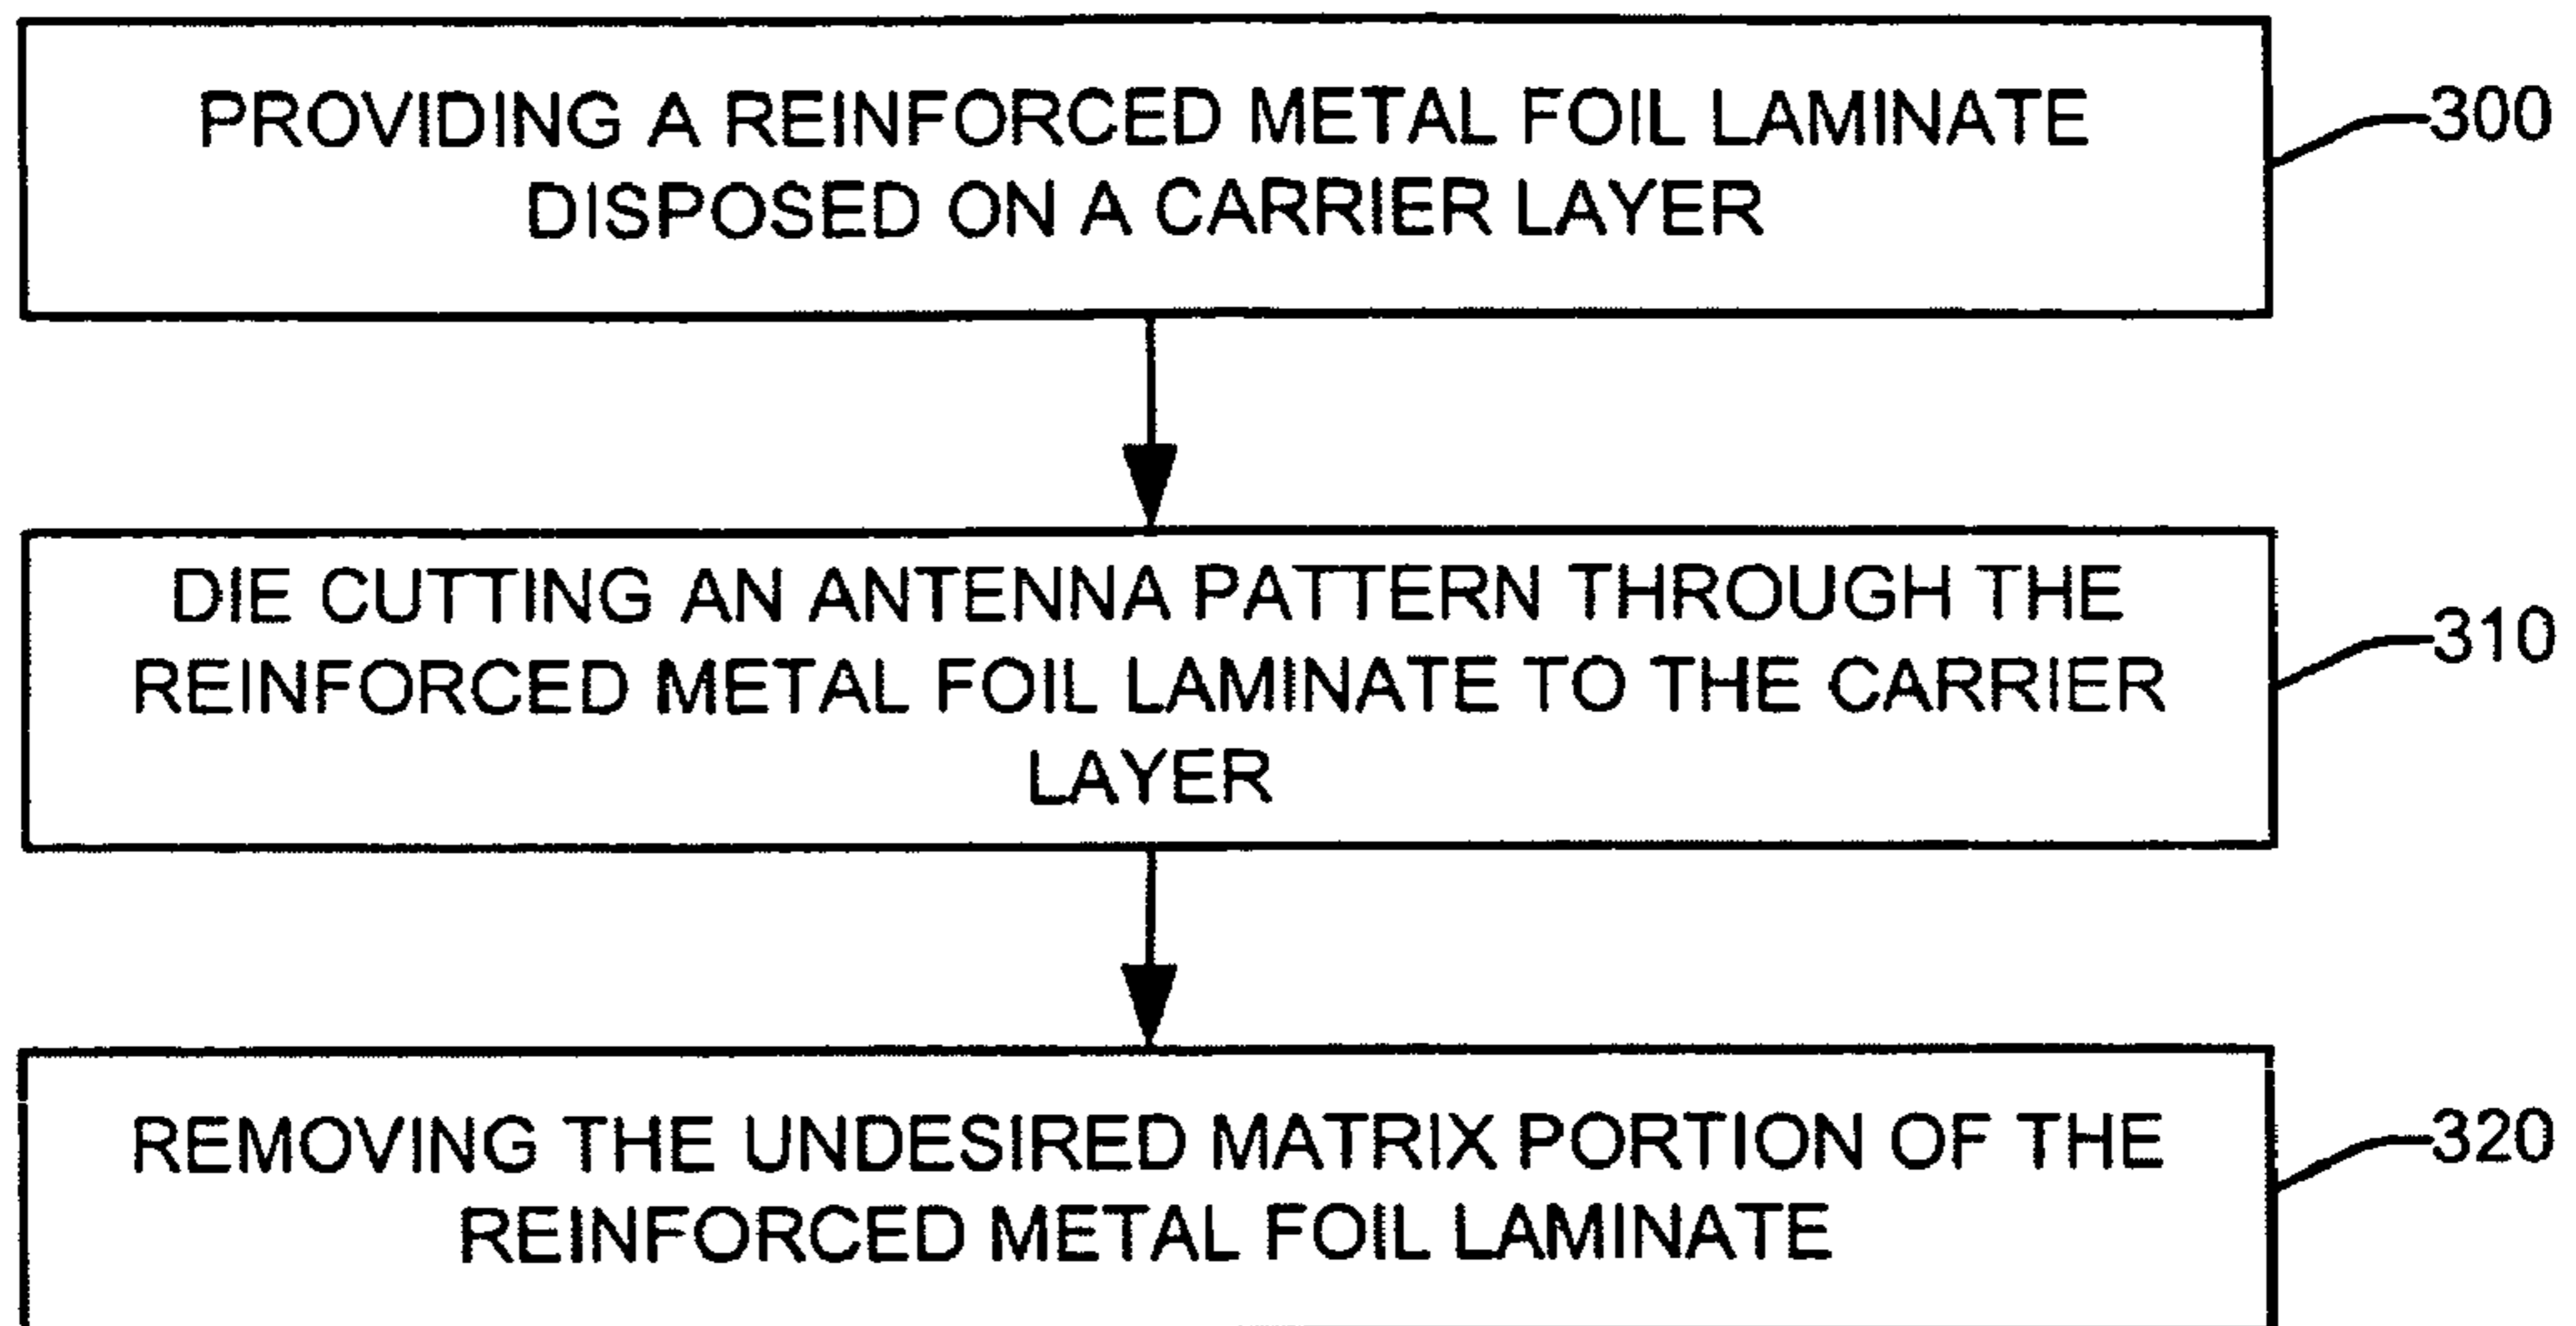 PROVIDING A REINFORCED METAL FOIL LAMINATE
DISPOSED ON A CARRIER LAYER
300
DIE CUTTING AN ANTENNA PATTERN THROUGH THE
REINFORCED METAL FOIL LAMINATE TO THE CARRIER
LAYER
310
REMOVING THE UNDESIRED MATRIX PORTION OF THE
REINFORCED METAL FOIL LAMINATE
320